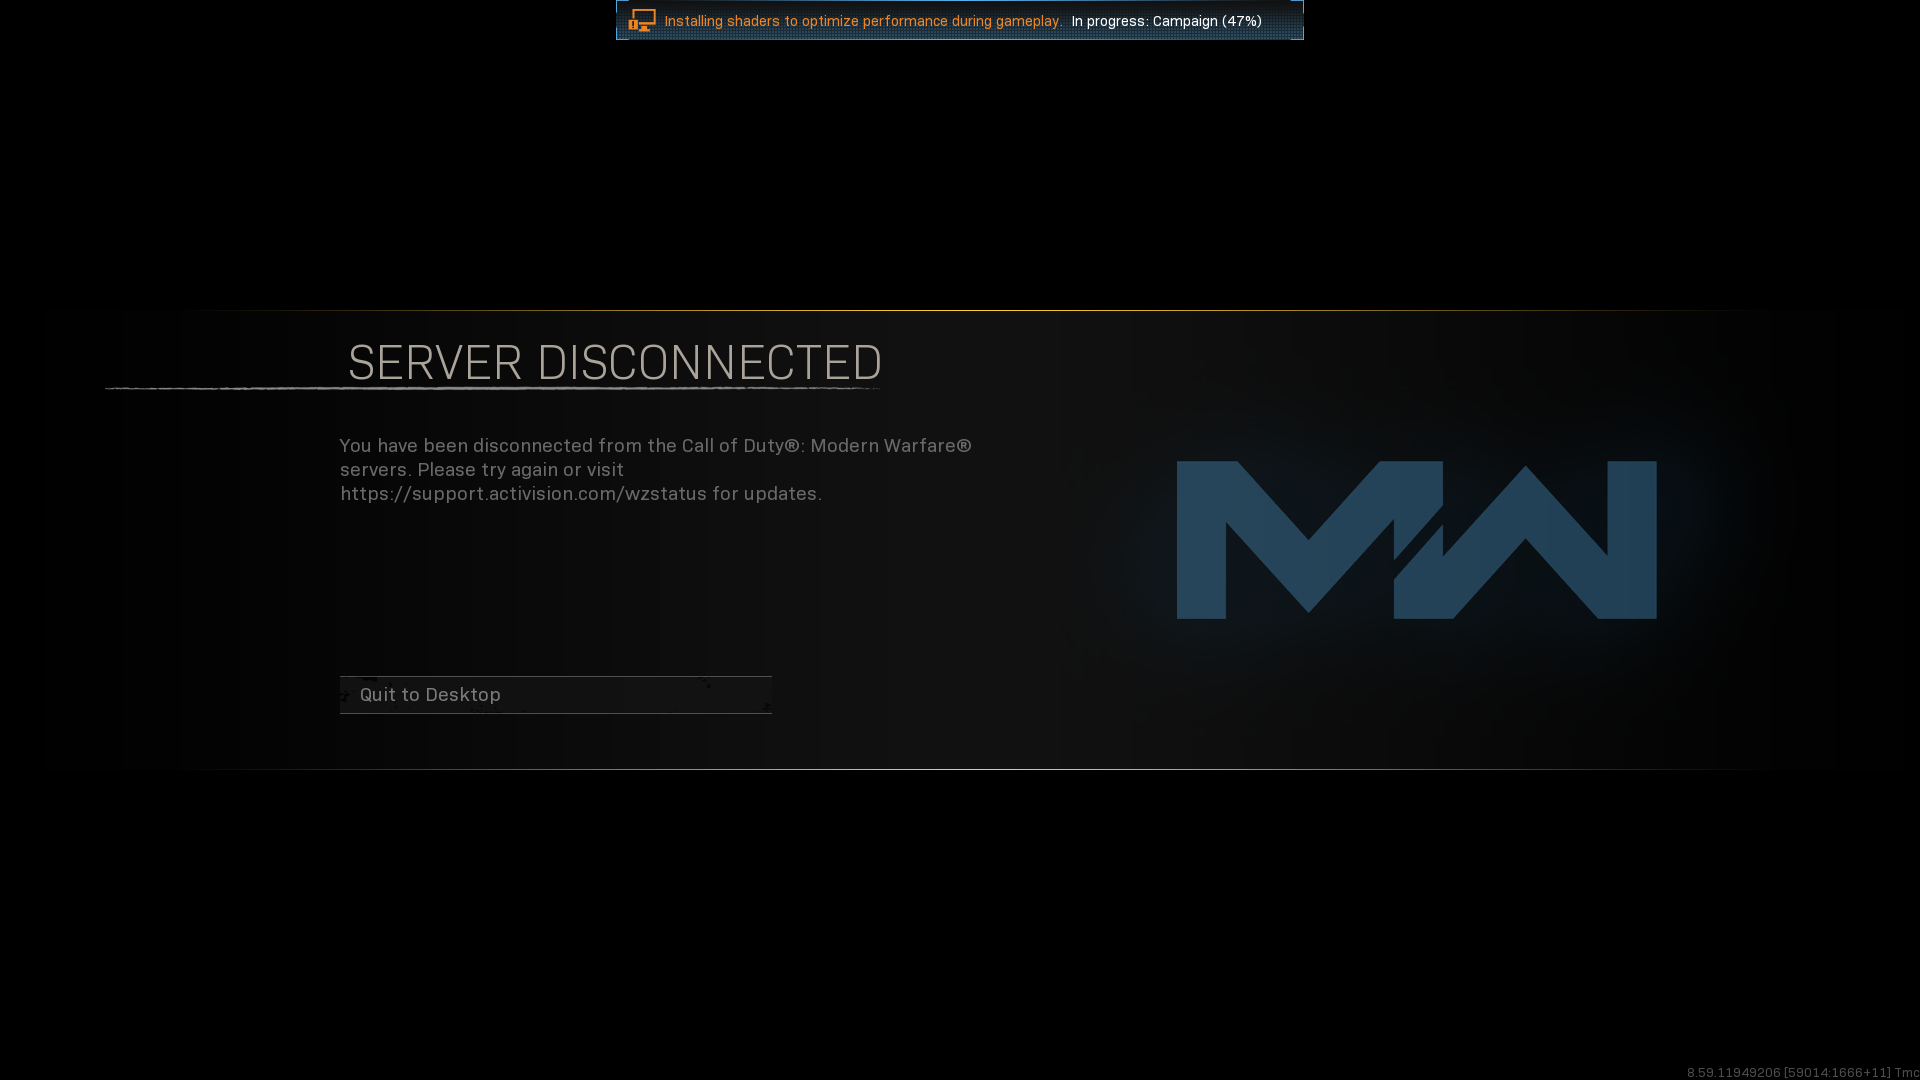 Installing shaders to optimize performance during gameplay. In progress: Campaign (47%)
SERVER DISCONNECTED
You have been disconnected from the Call of Duty®: Modern Warfare®
servers. Please try again or visit
https://support.activision.com/wzstatus for updates.
MW
Quit to Desktop
8.59.11949206 [59014:1666+11] Tmc